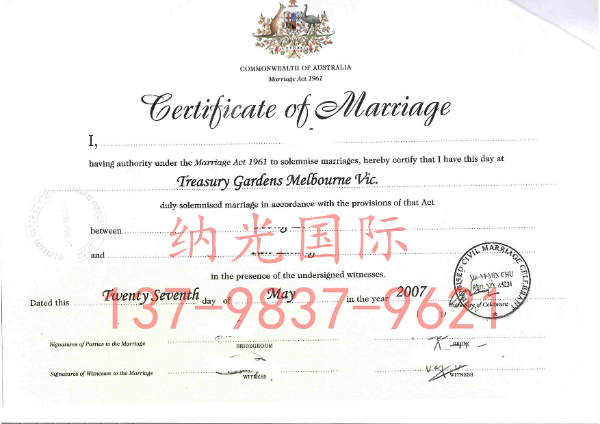 COMMONWEALTH OF AUSTRALIA
Marriage Act 1961
Certificate of Marriage
I,
having authority under the Marriage Act 1961 to solemnise marriages, hereby certify that I have this day at
Treasury Gardens Melbourne Vic.
duly solemnised marriage in accordance with the provisions of that Act
between
纳光国际
and
in the presence of the undersigned witnesses.
Dated this Twenty Seventh day of May in the year 2007
137-9837-9621
CIVIL MARRIAGE CELEBRANT
Signature of Celebrant
Signatures of Parties to the Marriage
BRIDEGROOM
BRIDE
Signatures of Witnesses to the Marriage
WITNESS
WITNESS